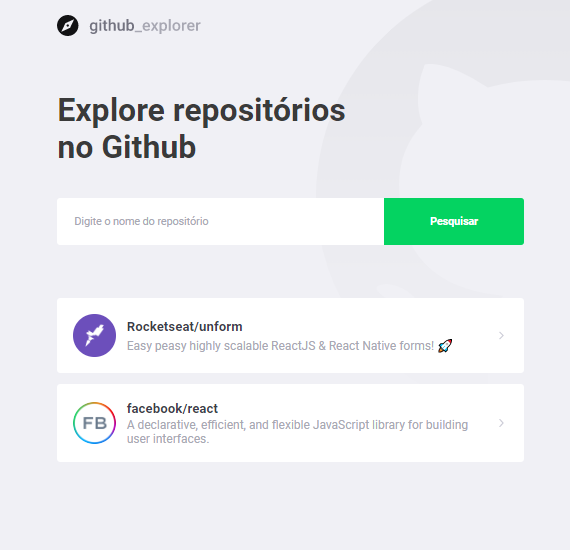 github_explorer
Explore repositórios
no Github
Digite o nome do repositório
Pesquisar
Rocketseat/unform
Easy peasy highly scalable ReactJS & React Native forms! 🚀
FB
facebook/react
A declarative, efficient, and flexible JavaScript library for building
user interfaces.